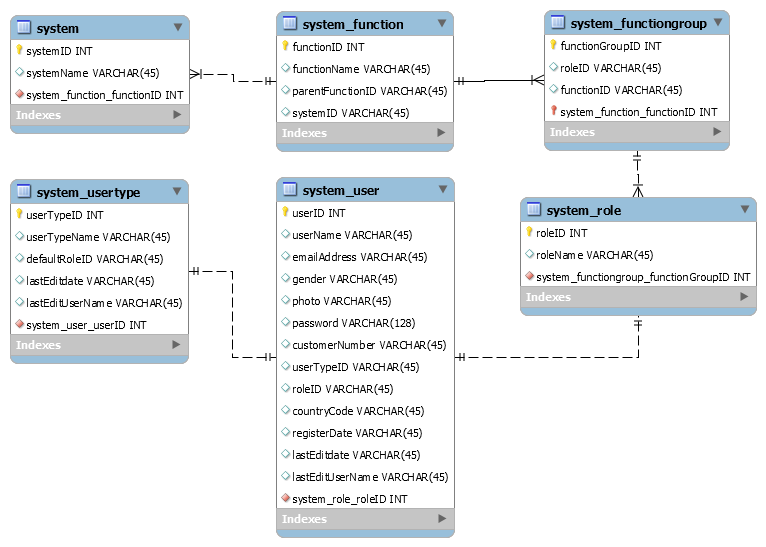 system
systemID INT
systemName VARCHAR(45)
system_function_functionID INT
Indexes
system_function
functionID INT
functionName VARCHAR(45)
parentFunctionID VARCHAR(45)
systemID VARCHAR(45)
Indexes
system_functiongroup
functionGroupID INT
roleID VARCHAR(45)
functionID VARCHAR(45)
system_function_functionID INT
Indexes
system_usertype
userTypeID INT
userTypeName VARCHAR(45)
defaultRoleID VARCHAR(45)
lastEditdate VARCHAR(45)
lastEditUserName VARCHAR(45)
system_user_userID INT
Indexes
system_user
userID INT
userName VARCHAR(45)
emailAddress VARCHAR(45)
gender VARCHAR(45)
photo VARCHAR(45)
password VARCHAR(128)
customerNumber VARCHAR(45)
userTypeID VARCHAR(45)
roleID VARCHAR(45)
countryCode VARCHAR(45)
registerDate VARCHAR(45)
lastEditdate VARCHAR(45)
lastEditUserName VARCHAR(45)
system_role_roleID INT
Indexes
system_role
roleID INT
roleName VARCHAR(45)
system_functiongroup_functionGroupID INT
Indexes